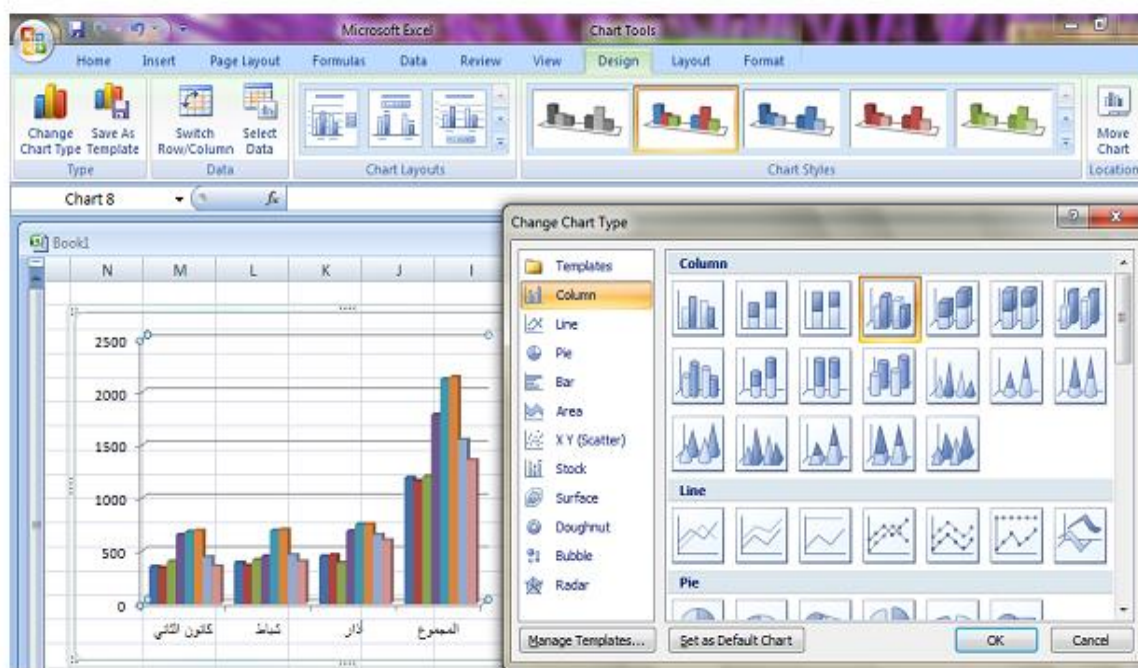 Microsoft Excel Chart Tools
Home Insert Page Layout Formulas Data Review View Design Layout Format
Change Chart Type
Save As Template
Switch Row/Column
Select Data
Move Chart
Type Data Chart Layouts Chart Styles Location
Chart 8 fx
Book1
N M L K J I
2500
2000
1500
1000
500
0
كانون الثاني شباط أذار المجموع
Change Chart Type
Templates
Column
Line
Pie
Bar
Area
X Y (Scatter)
Stock
Surface
Doughnut
Bubble
Radar
Column
Line
Pie
Manage Templates... Set as Default Chart OK Cancel